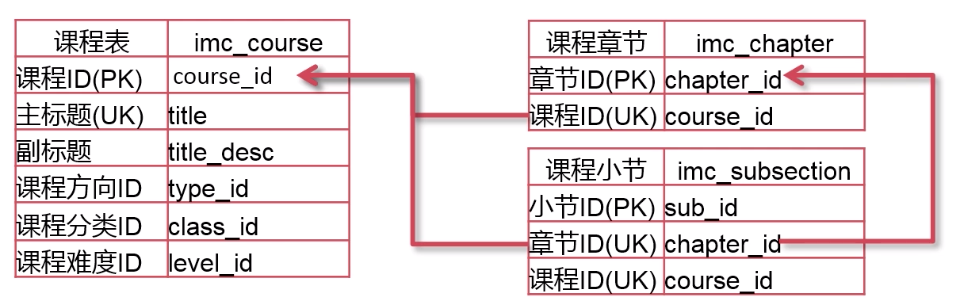 课程表 imc_course
课程ID(PK) course_id
主标题(UK) title
副标题 title_desc
课程方向ID type_id
课程分类ID class_id
课程难度ID level_id
课程章节 imc_chapter
章节ID(PK) chapter_id
课程ID(UK) course_id
课程小节 imc_subsection
小节ID(PK) sub_id
章节ID(UK) chapter_id
课程ID(UK) course_id